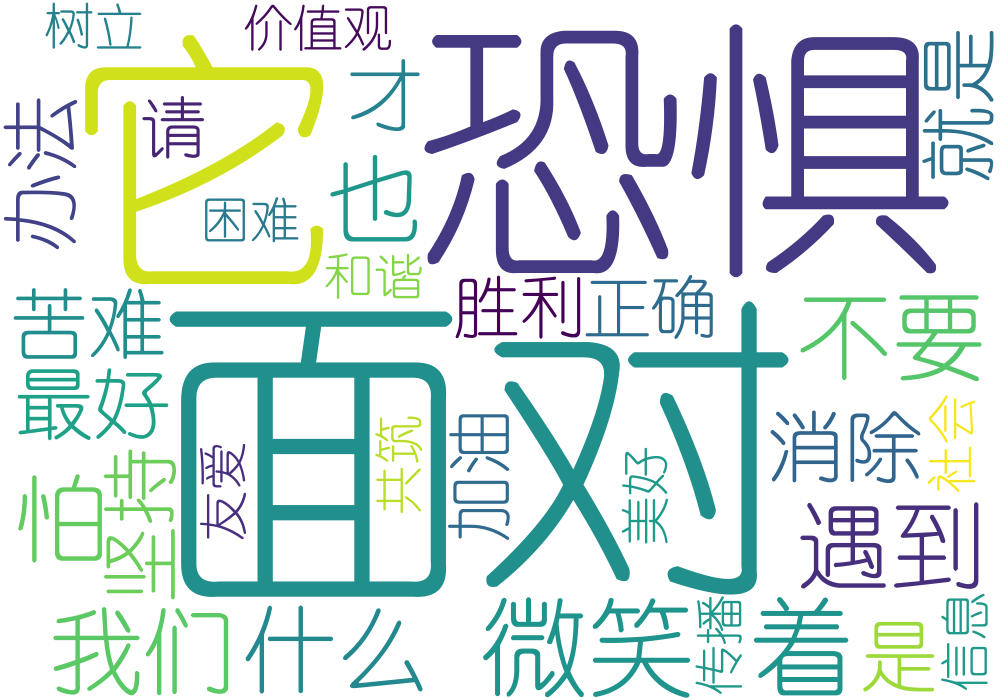 树立
价值观
它
恐惧
就是
办法
请
才
困难
也
和谐
胜利
正确
苦难
面对
不要
最好
友爱
共筑
加油
美好
消除
社会
怕
坚持
遇到
我们
什么
微笑
传播
着
是
信息